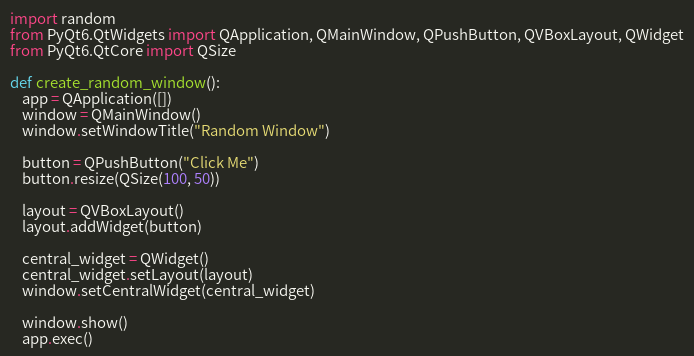 import random
from PyQt6.QtWidgets import QApplication, QMainWindow, QPushButton, QVBoxLayout, QWidget
from PyQt6.QtCore import QSize

def create_random_window():
    app = QApplication([])
    window = QMainWindow()
    window.setWindowTitle("Random Window")

    button = QPushButton("Click Me")
    button.resize(QSize(100, 50))

    layout = QVBoxLayout()
    layout.addWidget(button)

    central_widget = QWidget()
    central_widget.setLayout(layout)
    window.setCentralWidget(central_widget)

    window.show()
    app.exec()